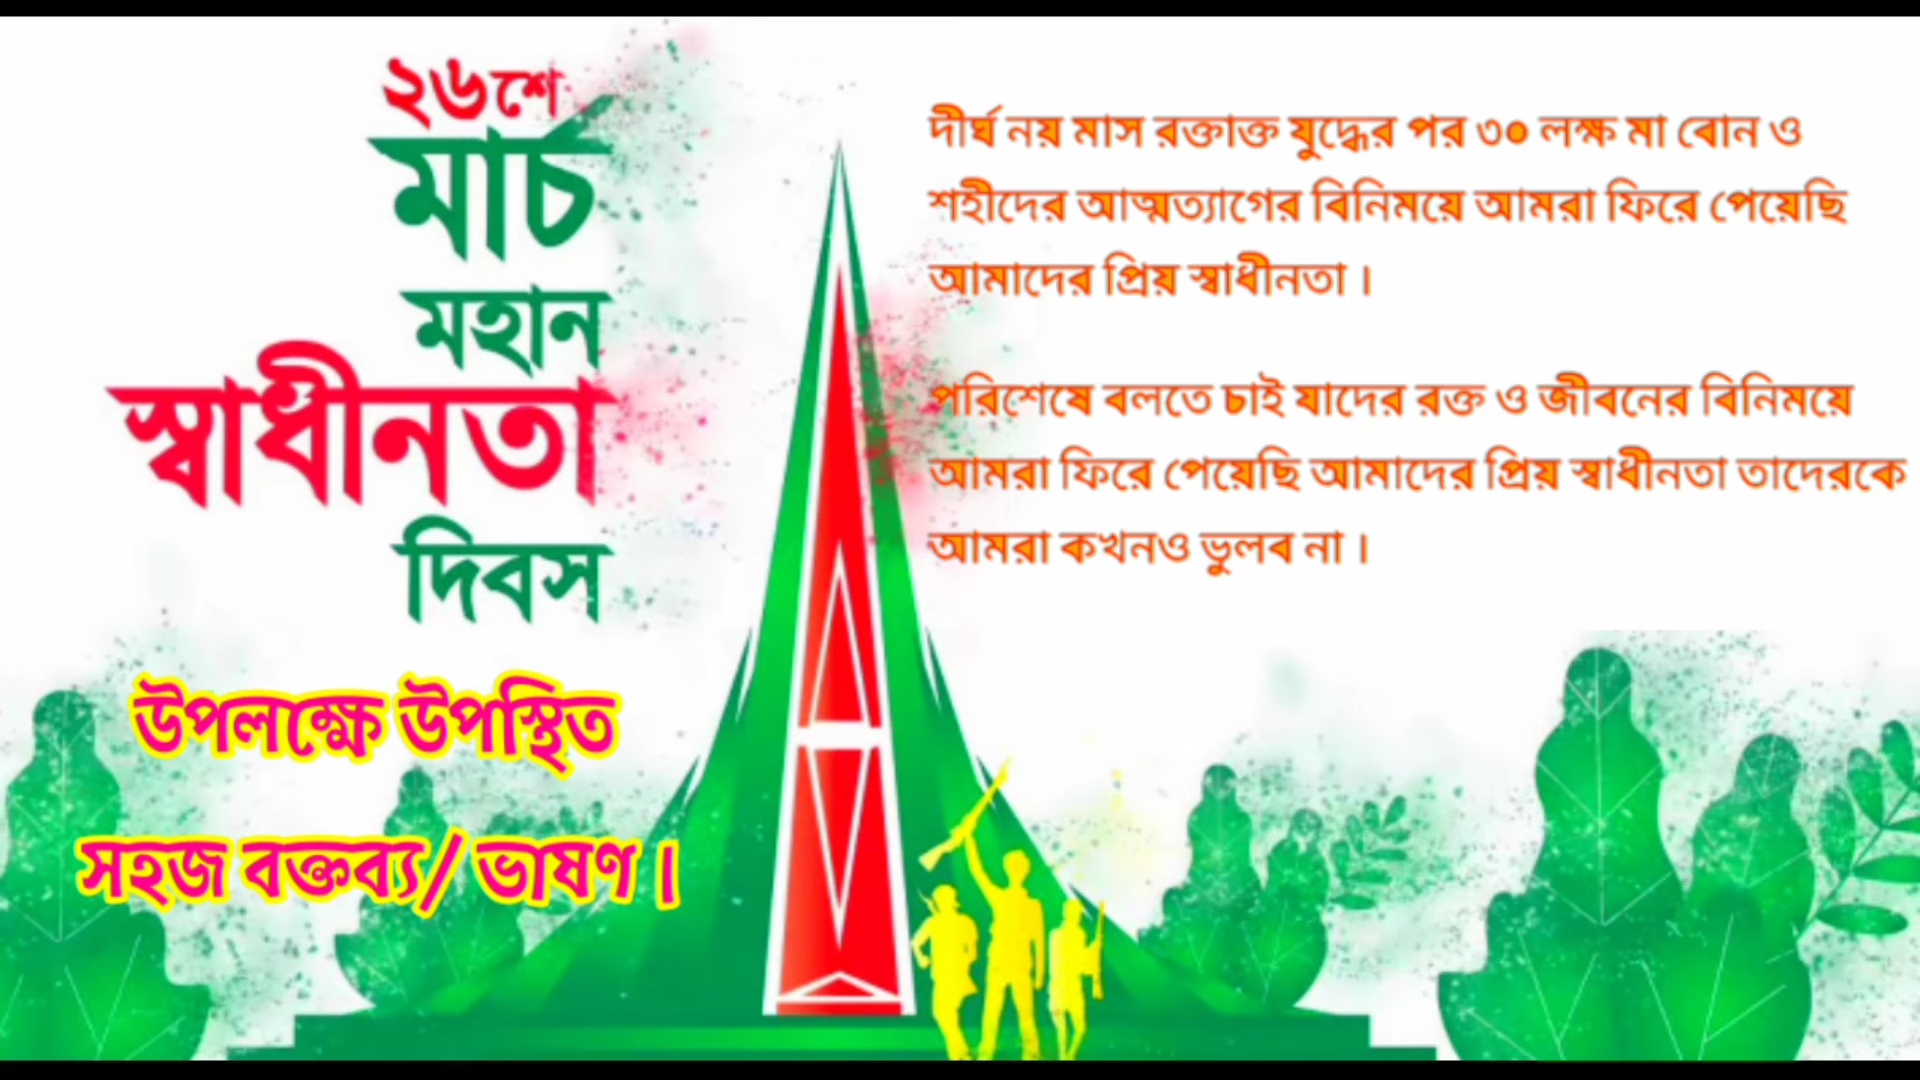 ২৬শে
মার্চ
মহান
স্বাধীনতা
দিবস
উপলক্ষে উপস্থিত
সহজ বক্তব্য/ ভাষণ।
দীর্ঘ নয় মাস রক্তাক্ত যুদ্ধের পর ৩০ লক্ষ মা বোন ও
শহীদের আত্মত্যাগের বিনিময়ে আমরা ফিরে পেয়েছি
আমাদের প্রিয় স্বাধীনতা।
পরিশেষে বলতে চাই যাদের রক্ত ও জীবনের বিনিময়ে
আমরা ফিরে পেয়েছি আমাদের প্রিয় স্বাধীনতা তাদেরকে
আমরা কখনও ভুলব না।